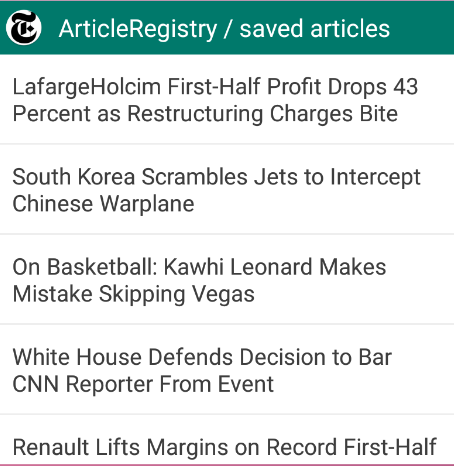 ArticleRegistry / saved articles
LafargeHolcim First-Half Profit Drops 43
Percent as Restructuring Charges Bite
South Korea Scrambles Jets to Intercept
Chinese Warplane
On Basketball: Kawhi Leonard Makes
Mistake Skipping Vegas
White House Defends Decision to Bar
CNN Reporter From Event
Renault Lifts Margins on Record First-Half